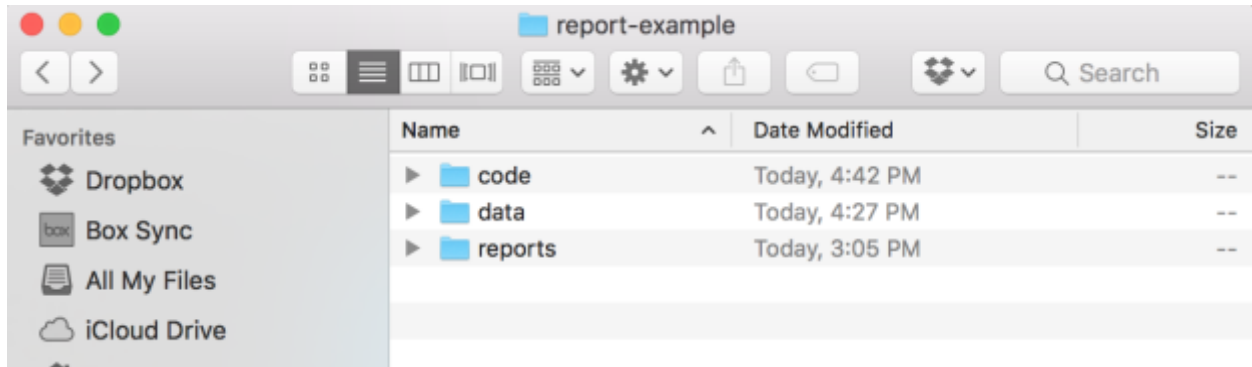 report-example
Search
Favorites
Dropbox
box Box Sync
All My Files
iCloud Drive
Name Date Modified Size
code Today, 4:42 PM --
data Today, 4:27 PM --
reports Today, 3:05 PM --